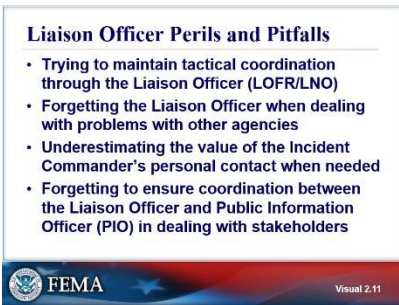 Liaison Officer Perils and Pitfalls
• Trying to maintain tactical coordination
through the Liaison Officer (LOFR/LNO)
• Forgetting the Liaison Officer when dealing
with problems with other agencies
• Underestimating the value of the Incident
Commander's personal contact when needed
• Forgetting to ensure coordination between
the Liaison Officer and Public Information
Officer (PIO) in dealing with stakeholders
FEMA
Visual 2.11